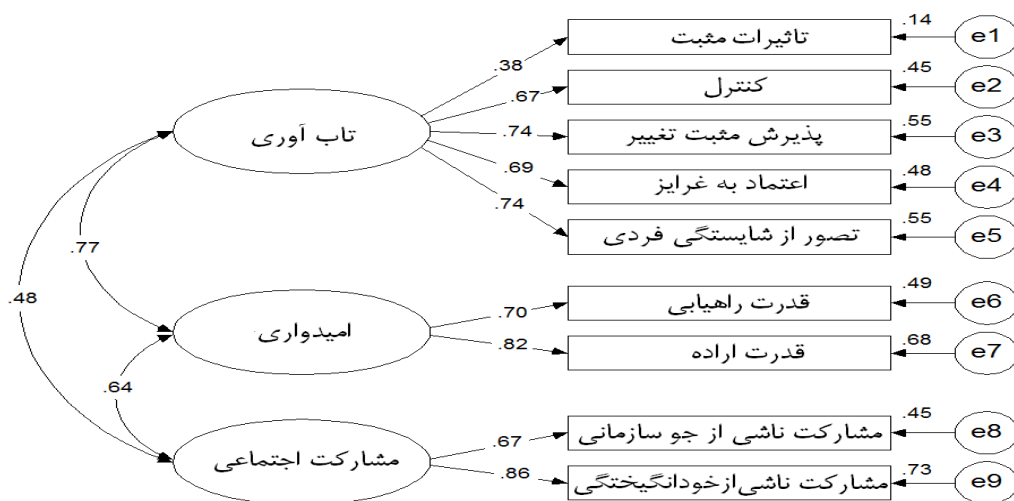 تاثیرات مثبت
.14
e1
.38
کنترل
.45
e2
.67
پذیرش مثبت تغییر
.55
e3
.74
تاب آوری
اعتماد به غرایز
.48
e4
.69
تصور از شایستگی فردی
.55
e5
.74
.77
.48
قدرت راهیابی
.49
e6
.70
امیدواری
قدرت اراده
.68
e7
.82
.64
مشارکت ناشی از جو سازمانی
.45
e8
.67
مشارکت اجتماعی
مشارکت ناشی ازخودانگیختگی
.73
e9
.86